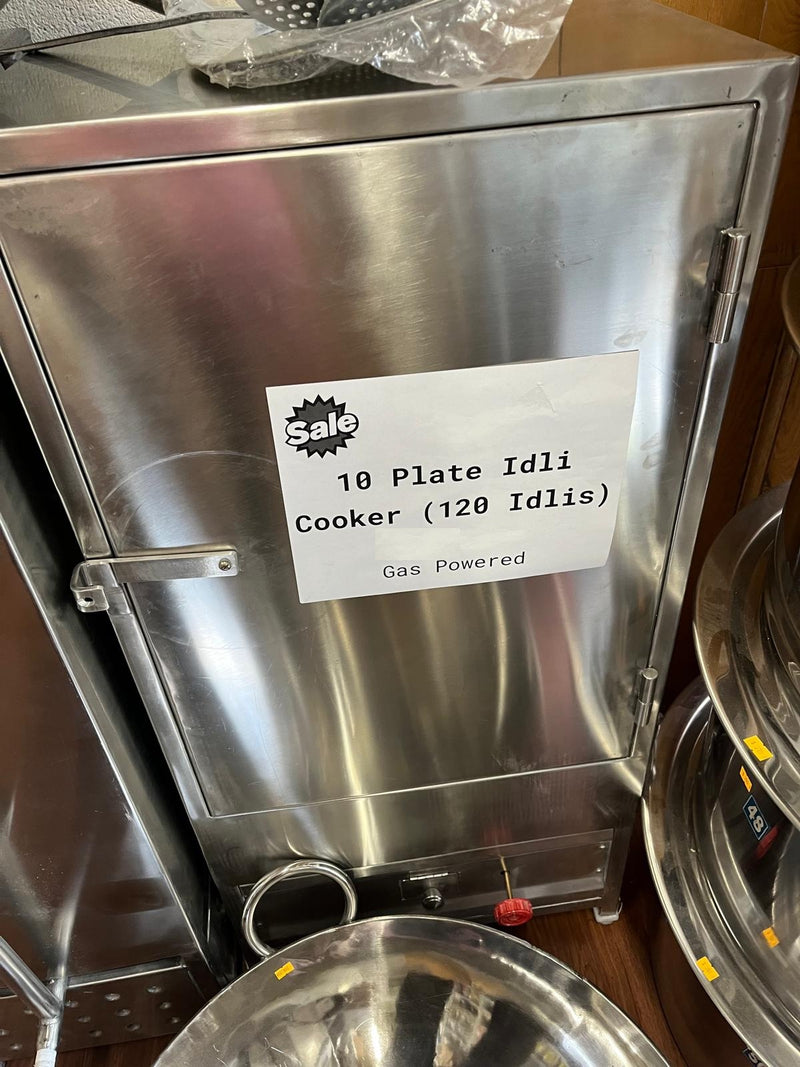 Sale
10 Plate Idli
Cooker (120 Idlis)
Gas Powered
48